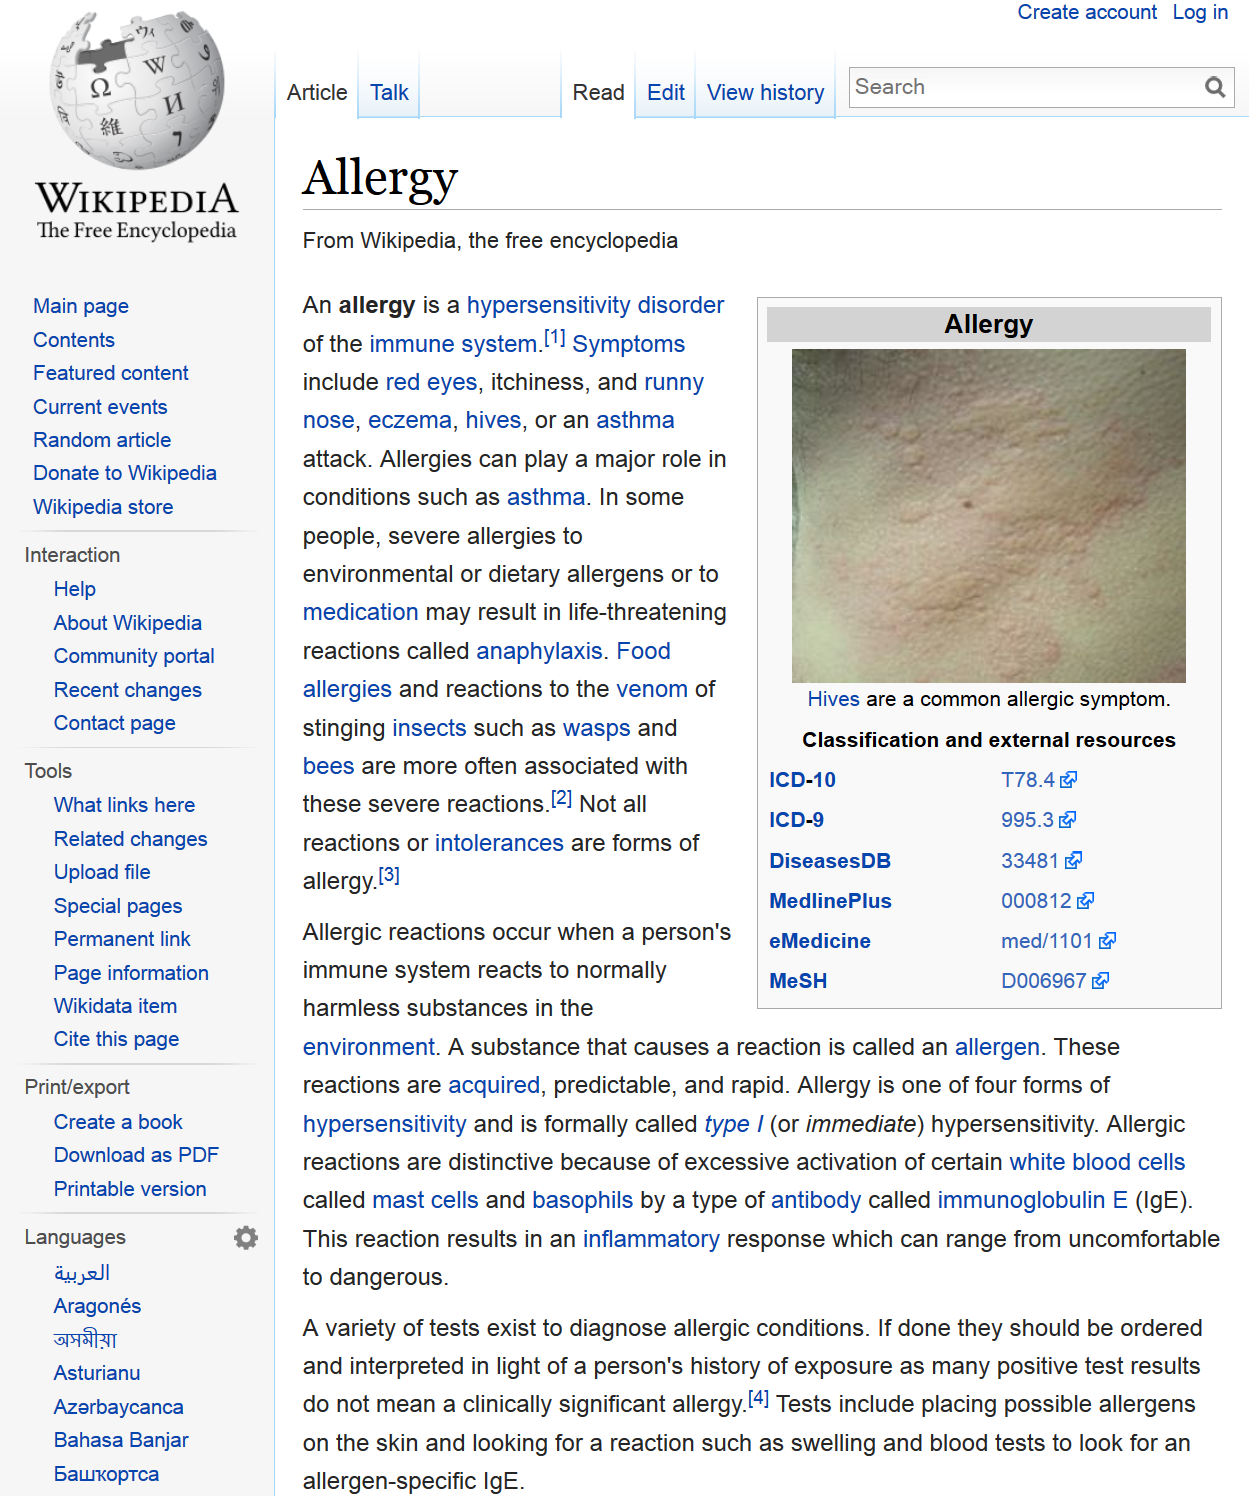 Create account Log in
Article Talk Read Edit View history Search
WIKIPEDIA
The Free Encyclopedia
Main page
Contents
Featured content
Current events
Random article
Donate to Wikipedia
Wikipedia store
Interaction
Help
About Wikipedia
Community portal
Recent changes
Contact page
Tools
What links here
Related changes
Upload file
Special pages
Permanent link
Page information
Wikidata item
Cite this page
Print/export
Create a book
Download as PDF
Printable version
Languages
العربية
Aragonés
অসমীয়া
Asturianu
Azərbaycanca
Bahasa Banjar
Башҡортса
Allergy
From Wikipedia, the free encyclopedia
An allergy is a hypersensitivity disorder
of the immune system.[1] Symptoms
include red eyes, itchiness, and runny
nose, eczema, hives, or an asthma
attack. Allergies can play a major role in
conditions such as asthma. In some
people, severe allergies to
environmental or dietary allergens or to
medication may result in life-threatening
reactions called anaphylaxis. Food
allergies and reactions to the venom of
stinging insects such as wasps and
bees are more often associated with
these severe reactions.[2] Not all
reactions or intolerances are forms of
allergy.[3]
Allergy
Hives are a common allergic symptom.
Classification and external resources
ICD-10 T78.4
ICD-9 995.3
DiseasesDB 33481
MedlinePlus 000812
eMedicine med/1101
MeSH D006967
Allergic reactions occur when a person's
immune system reacts to normally
harmless substances in the
environment. A substance that causes a reaction is called an allergen. These
reactions are acquired, predictable, and rapid. Allergy is one of four forms of
hypersensitivity and is formally called type I (or immediate) hypersensitivity. Allergic
reactions are distinctive because of excessive activation of certain white blood cells
called mast cells and basophils by a type of antibody called immunoglobulin E (IgE).
This reaction results in an inflammatory response which can range from uncomfortable
to dangerous.
A variety of tests exist to diagnose allergic conditions. If done they should be ordered
and interpreted in light of a person's history of exposure as many positive test results
do not mean a clinically significant allergy.[4] Tests include placing possible allergens
on the skin and looking for a reaction such as swelling and blood tests to look for an
allergen-specific IgE.